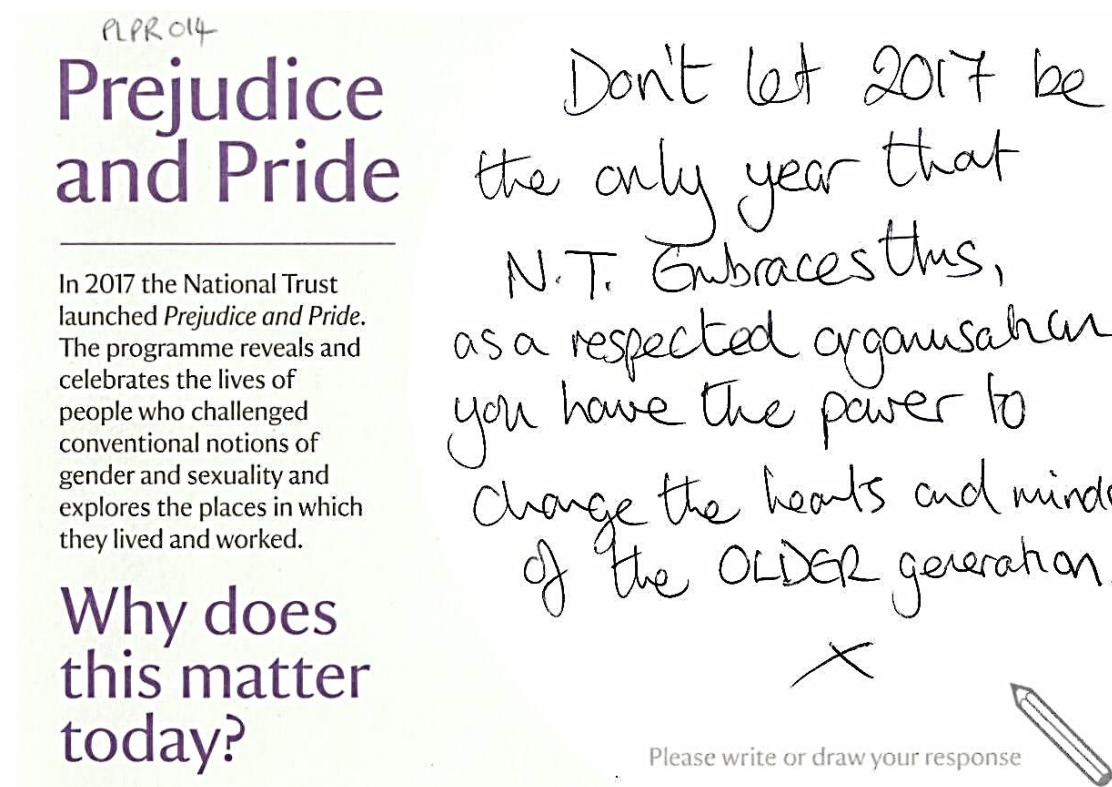 PLPR 014
Prejudice
and Pride
In 2017 the National Trust
launched Prejudice and Pride.
The programme reveals and
celebrates the lives of
people who challenged
conventional notions of
gender and sexuality and
explores the places in which
they lived and worked.
Why does
this matter
today?
Don't let 2017 be
the only year that
N.T. Embraces this,
as a respected organisation
you have the power to
change the hearts and minds
of the OLDER generation.
X
Please write or draw your response